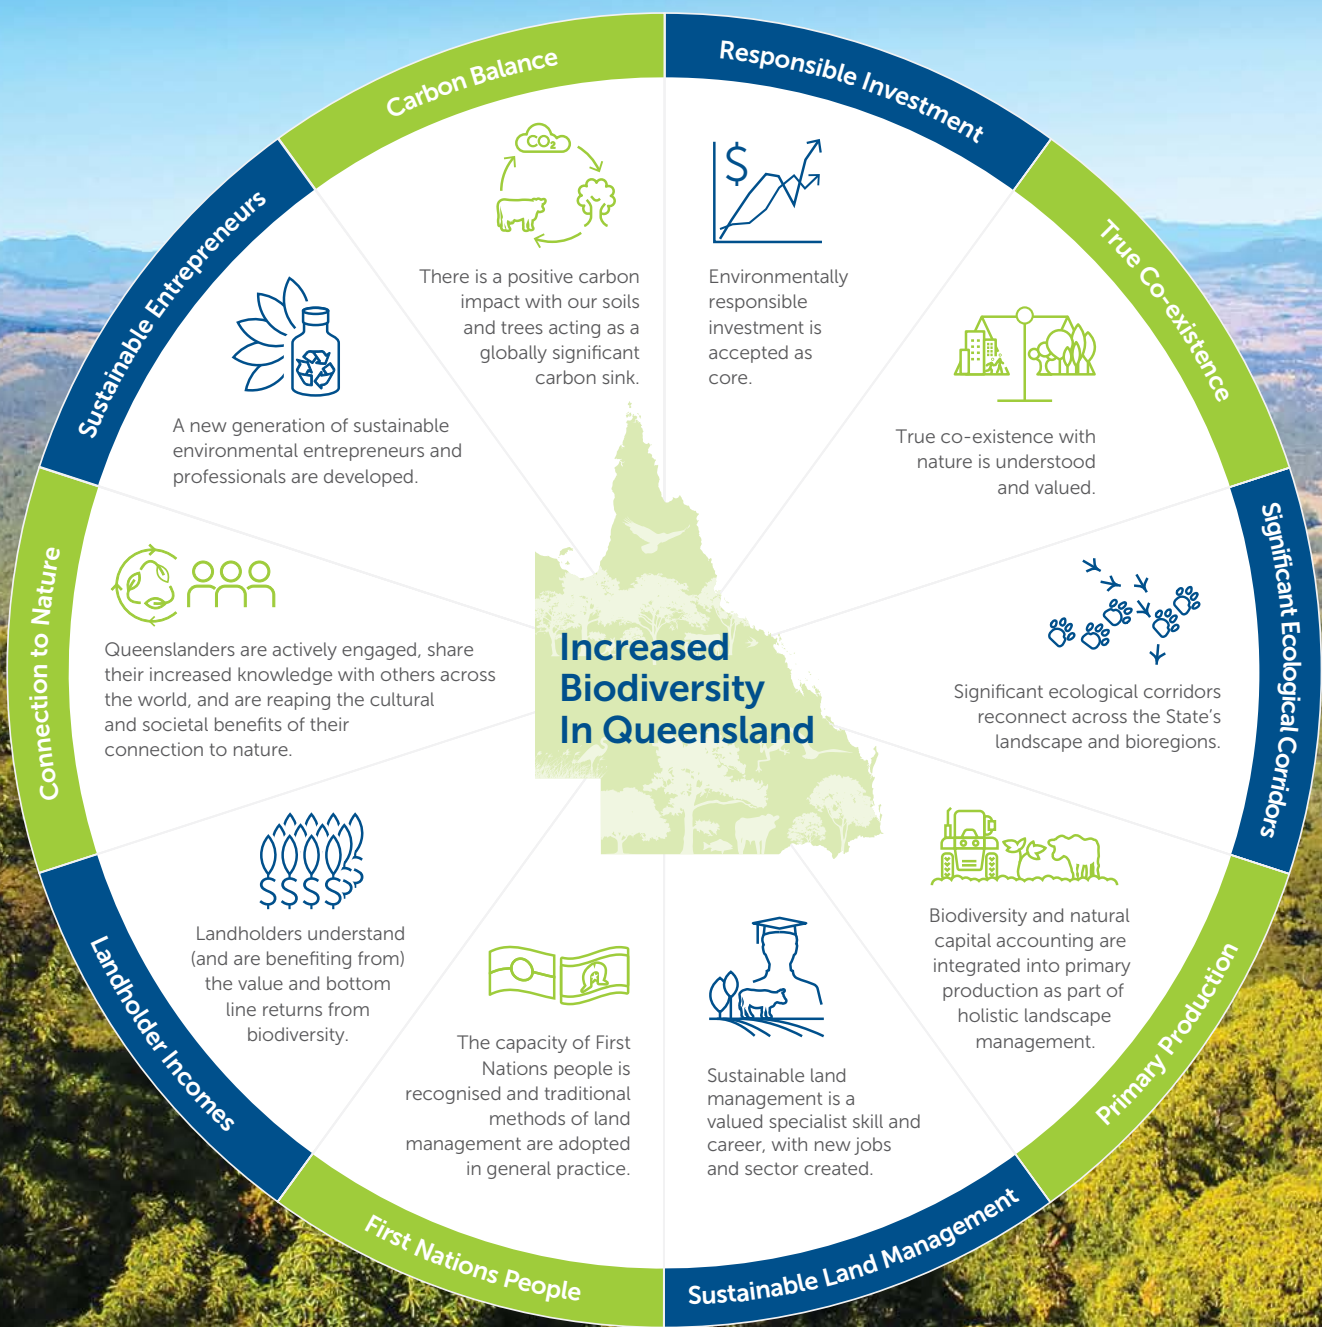 Responsible Investment
$
Environmentally
responsible
investment is
accepted as
core.
True Co-existence
True co-existence with
nature is understood
and valued.
Significant Ecological Corridors
Significant ecological corridors
reconnect across the State's
landscape and bioregions.
Primary Production
Biodiversity and natural
capital accounting are
integrated into primary
production as part of
holistic landscape
management.
Sustainable Land Management
Sustainable land
management is a
valued specialist skill and
career, with new jobs
and sector created.
First Nations People
The capacity of First
Nations people is
recognised and traditional
methods of land
management are adopted
in general practice.
Landholder Incomes
$ $ $ $ $ $
Landholders understand
(and are benefiting from)
the value and bottom
line returns from
biodiversity.
Connection to Nature
Queenslanders are actively engaged, share
their increased knowledge with others across
the world, and are reaping the cultural
and societal benefits of their
connection to nature.
Sustainable Entrepreneurs
A new generation of sustainable
environmental entrepreneurs and
professionals are developed.
Carbon Balance
CO₂
There is a positive carbon
impact with our soils
and trees acting as a
globally significant
carbon sink.
Increased
Biodiversity
In Queensland